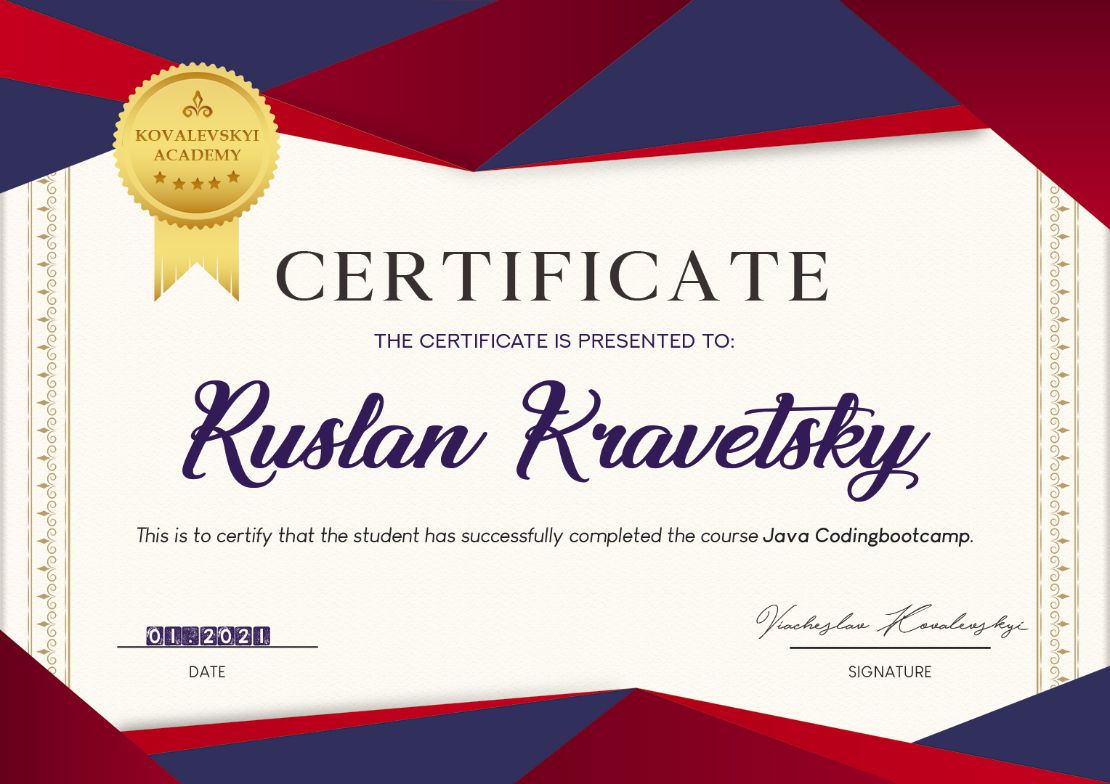 KOVALEVSKYI
ACADEMY
CERTIFICATE
THE CERTIFICATE IS PRESENTED TO:
Ruslan Kravetsky
This is to certify that the student has successfully completed the course Java Codingbootcamp.
01.2021
Viacheslav Kovalevskyi
DATE
SIGNATURE